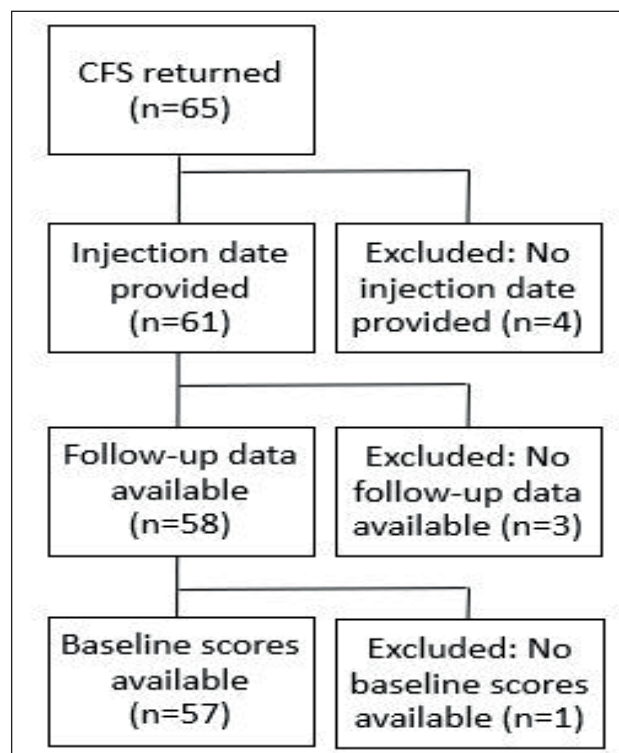 CFS returned
(n=65)
Injection date
provided
(n=61)
Excluded: No
injection date
provided (n=4)
Follow-up data
available
(n=58)
Excluded: No
follow-up data
available (n=3)
Baseline scores
available
(n=57)
Excluded: No
baseline scores
available (n=1)